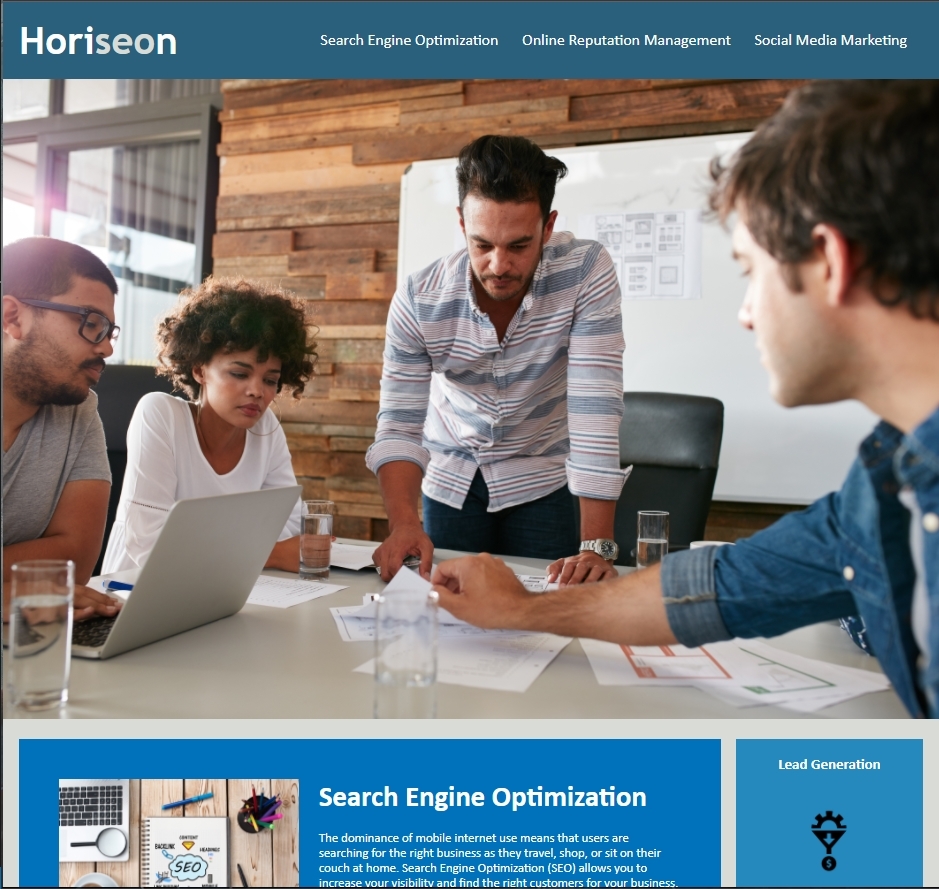 Horiseon
Search Engine Optimization
Online Reputation Management
Social Media Marketing
Search Engine Optimization
The dominance of mobile internet use means that users are
searching for the right business as they travel, shop, or sit on their
couch at home. Search Engine Optimization (SEO) allows you to
increase your visibility and find the right customers for your business.
CONTENT
BACKLINK
HEADINGS
SEO
Lead Generation
$